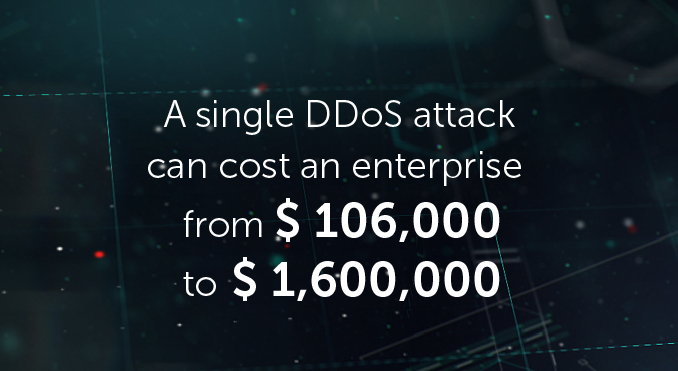 A single DDoS attack
can cost an enterprise
from $ 106,000
to $ 1,600,000